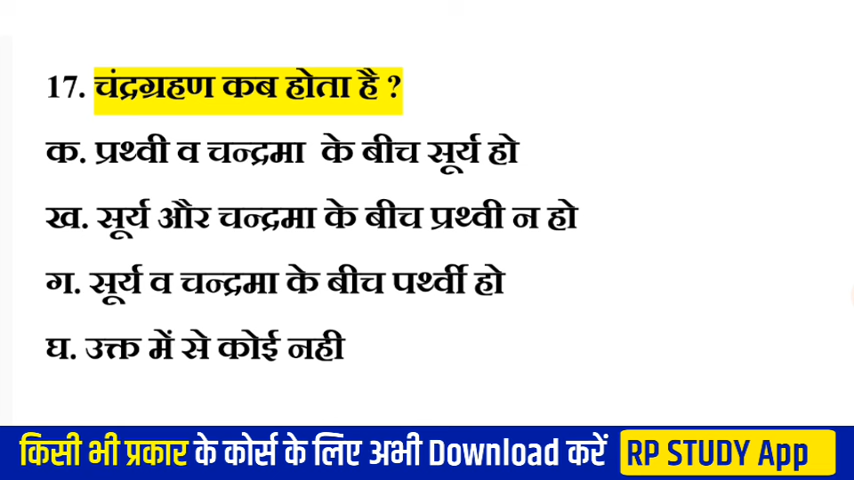 17. चंद्रग्रहण कब होता है ?
क. प्रथ्वी व चन्द्रमा के बीच सूर्य हो
ख. सूर्य और चन्द्रमा के बीच प्रथ्वी न हो
ग. सूर्य व चन्द्रमा के बीच पर्थ्वी हो
घ. उक्त में से कोई नही
किसी भी प्रकार के कोर्स के लिए अभी Download करें RP STUDY App